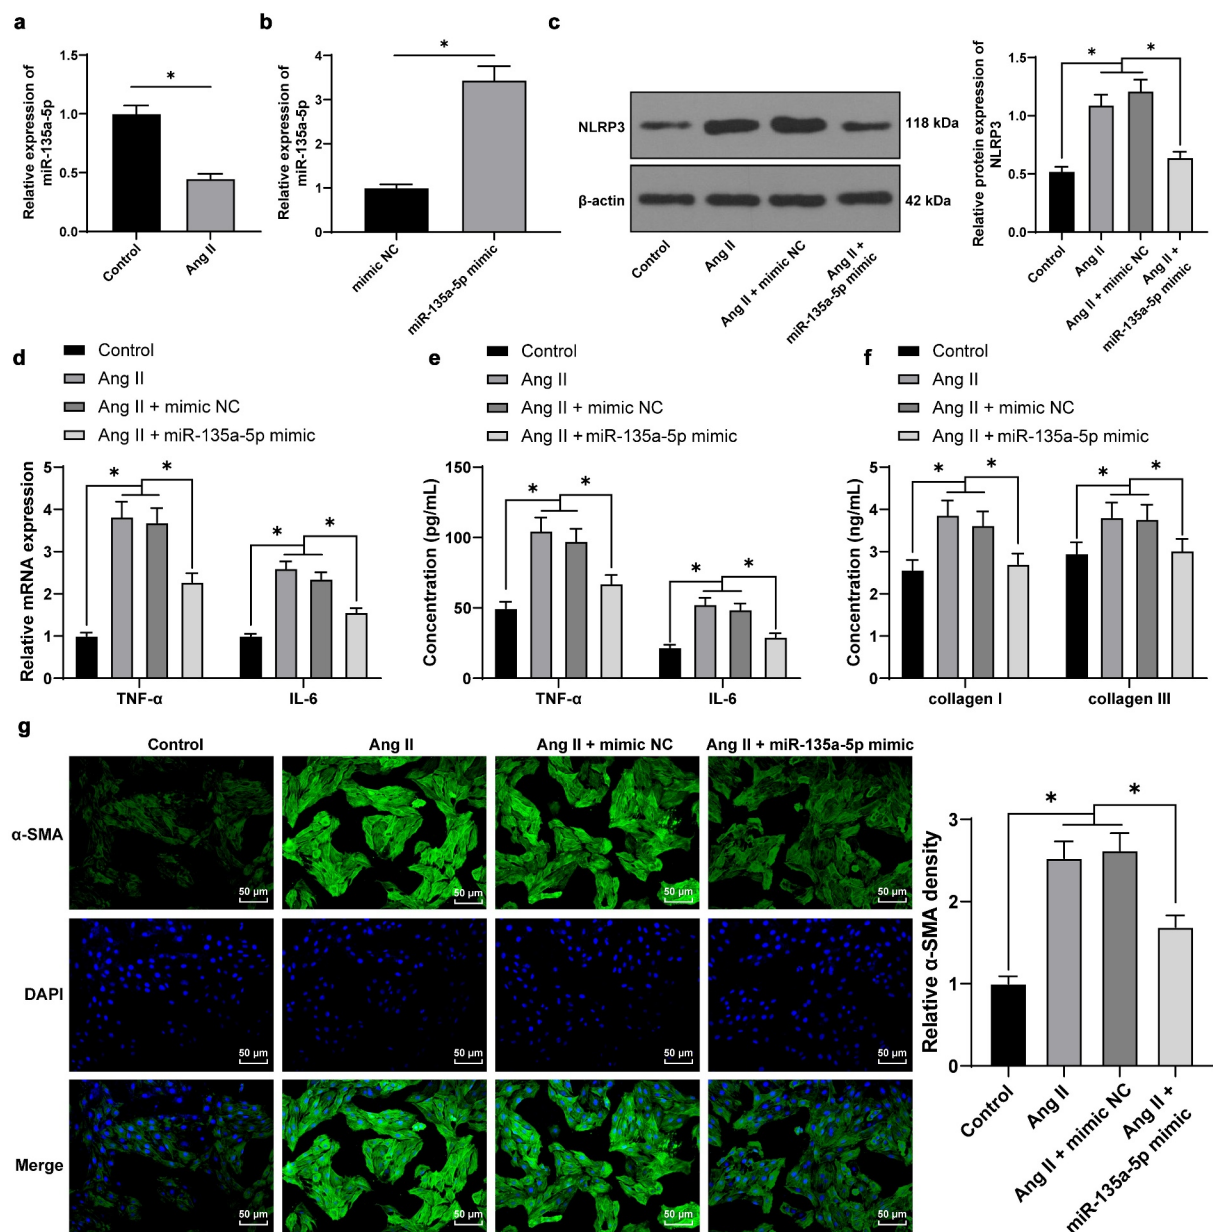 a
Relative expression of
miR-135a-5p
1.5
1.0
0.5
0.0
*
Control
Ang II
b
Relative expression of
miR-135a-5p
4
3
2
1
0
*
mimic NC
miR-135a-5p mimic
c
NLRP3
118 kDa
β-actin
42 kDa
Control
Ang II
Ang II + mimic NC
Ang II +
miR-135a-5p mimic
Relative protein expression of
NLRP3
1.5
1.0
0.5
0.0
* *
Control
Ang II
Ang II + mimic NC
Ang II +
miR-135a-5p mimic
d
Control
Ang II
Ang II + mimic NC
Ang II + miR-135a-5p mimic
Relative mRNA expression
5
4
3
2
1
0
* *
* *
TNF-α
IL-6
e
Control
Ang II
Ang II + mimic NC
Ang II + miR-135a-5p mimic
Concentration (pg/mL)
150
100
50
0
* *
* *
TNF-α
IL-6
f
Control
Ang II
Ang II + mimic NC
Ang II + miR-135a-5p mimic
Concentration (ng/mL)
5
4
3
2
1
0
* *
* *
collagen I
collagen III
g
Control
Ang II
Ang II + mimic NC
Ang II + miR-135a-5p mimic
α-SMA
50 μm
50 μm
50 μm
50 μm
DAPI
50 μm
50 μm
50 μm
50 μm
Merge
50 μm
50 μm
50 μm
50 μm
Relative α-SMA density
3
2
1
0
* *
Control
Ang II
Ang II + mimic NC
Ang II +
miR-135a-5p mimic